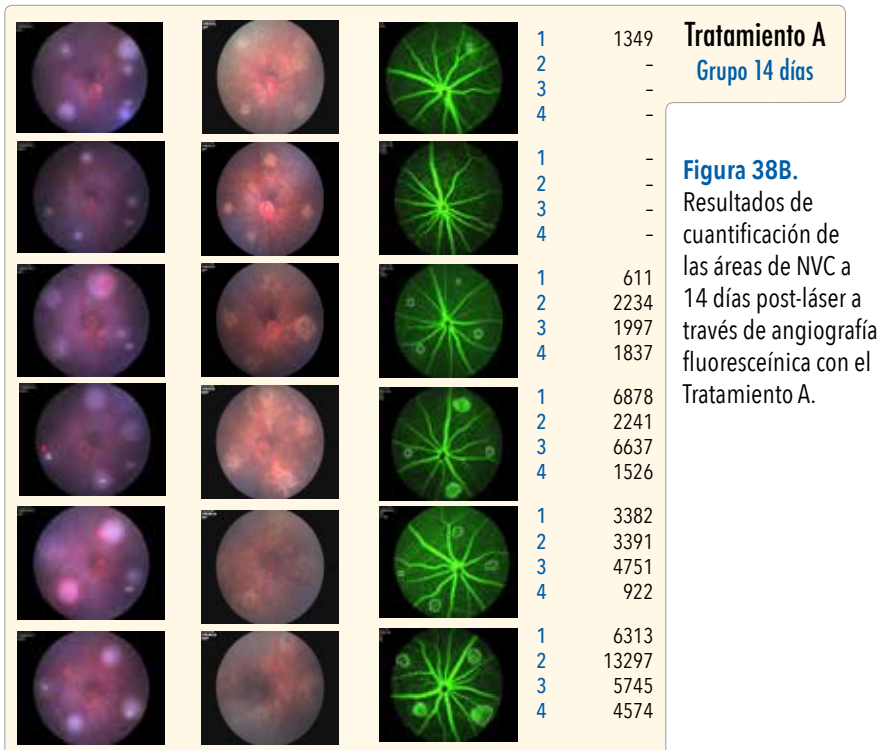 Tratamiento A
Grupo 14 días
1 1349
2 –
3 –
4 –
1 –
2 –
3 –
4 –
1 611
2 2234
3 1997
4 1837
1 6878
2 2241
3 6637
4 1526
1 3382
2 3391
3 4751
4 922
1 6313
2 13297
3 5745
4 4574
Figura 38B.
Resultados de
cuantificación de
las áreas de NVC a
14 días post-láser a
través de angiografía
fluoresceínica con el
Tratamiento A.